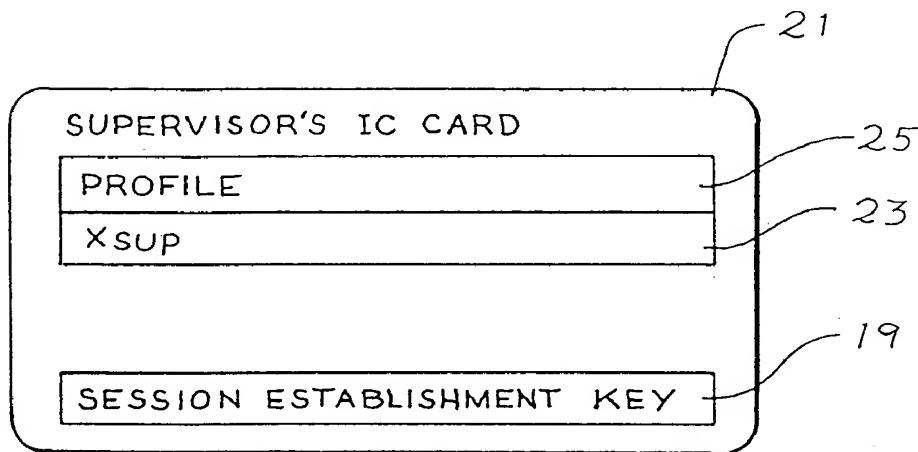 21
SUPERVISOR'S IC CARD
PROFILE
25
XSUP
23
SESSION ESTABLISHMENT KEY
19